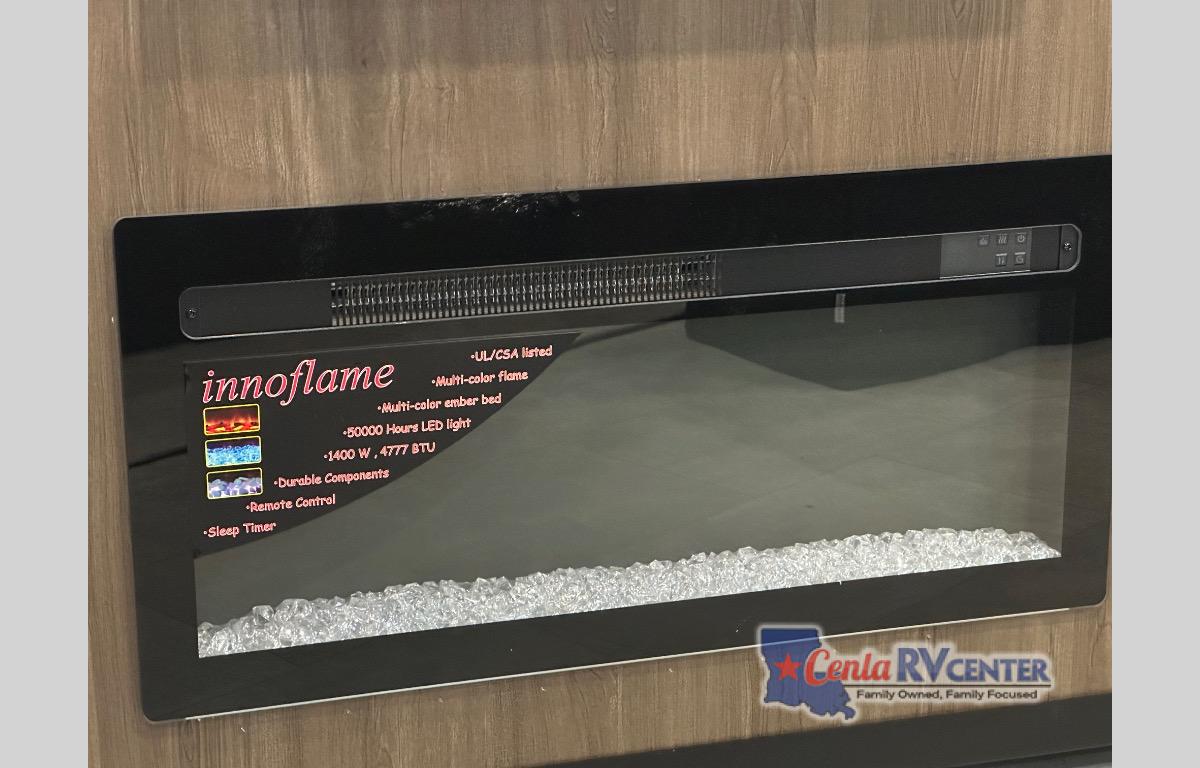 innoflame
•UL/CSA listed
•Multi-color flame
•Multi-color ember bed
•50000 Hours LED light
•1400 W , 4777 BTU
•Durable Components
•Remote Control
•Sleep Timer
Cenla RV CENTER
Family Owned, Family Focused